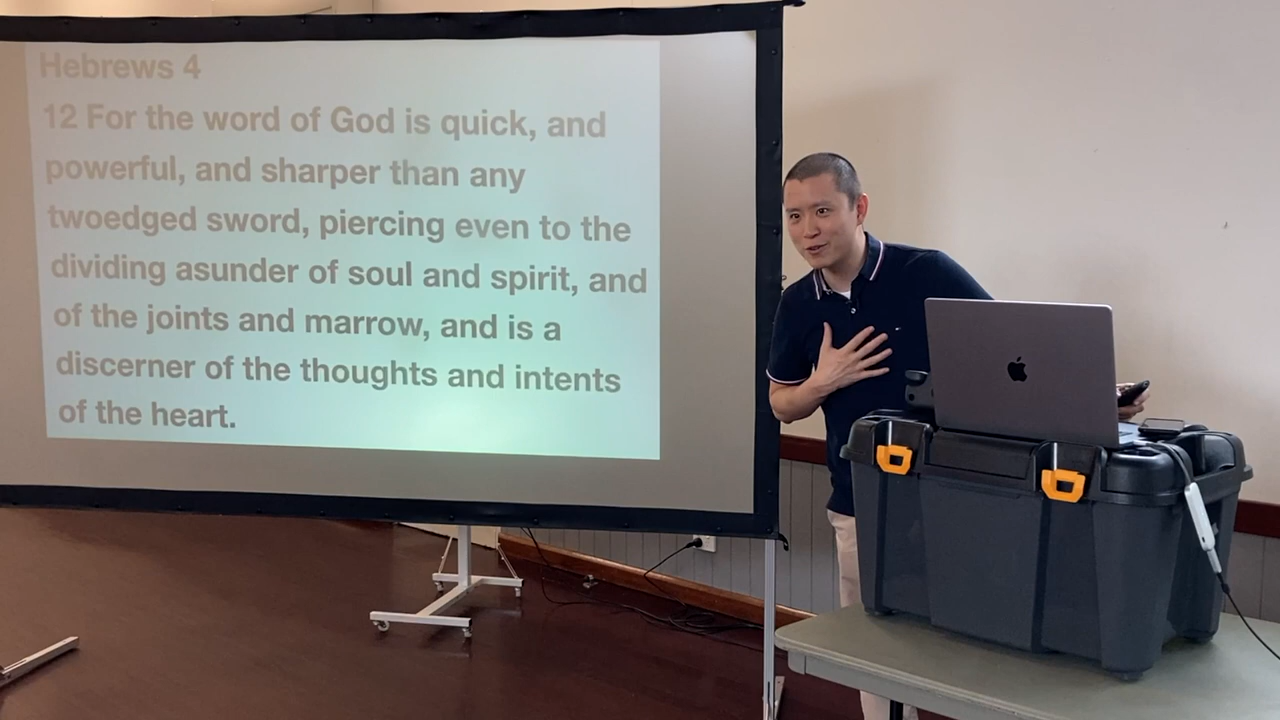 Hebrews 4
12 For the word of God is quick, and
powerful, and sharper than any
twoedged sword, piercing even to the
dividing asunder of soul and spirit, and
of the joints and marrow, and is a
discerner of the thoughts and intents
of the heart.